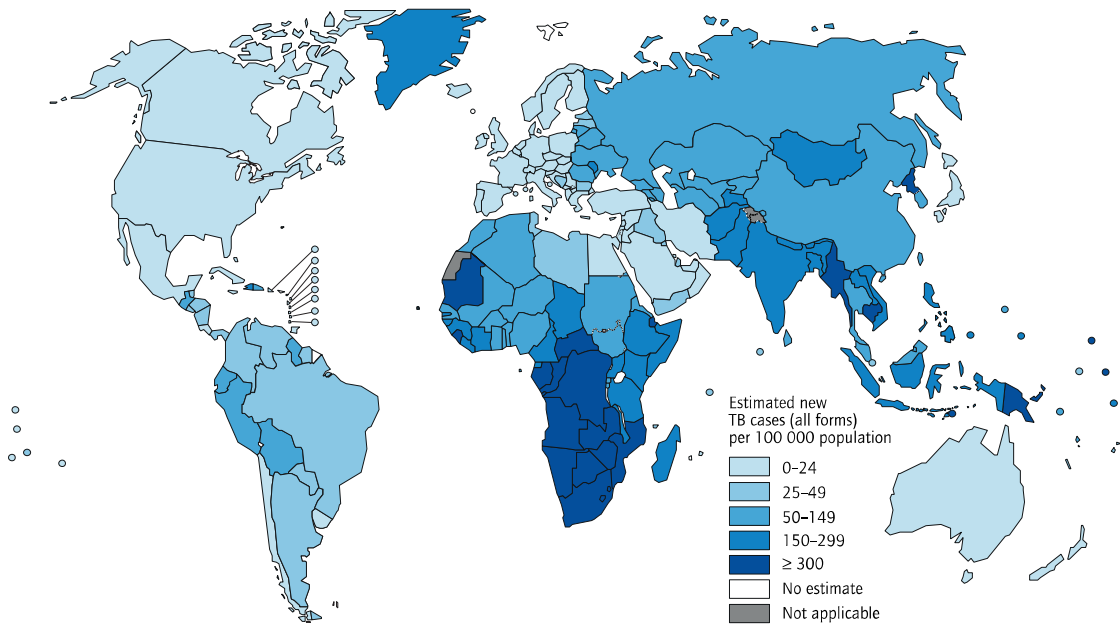 Estimated new
TB cases (all forms)
per 100 000 population
0–24
25–49
50–149
150–299
≥ 300
No estimate
Not applicable